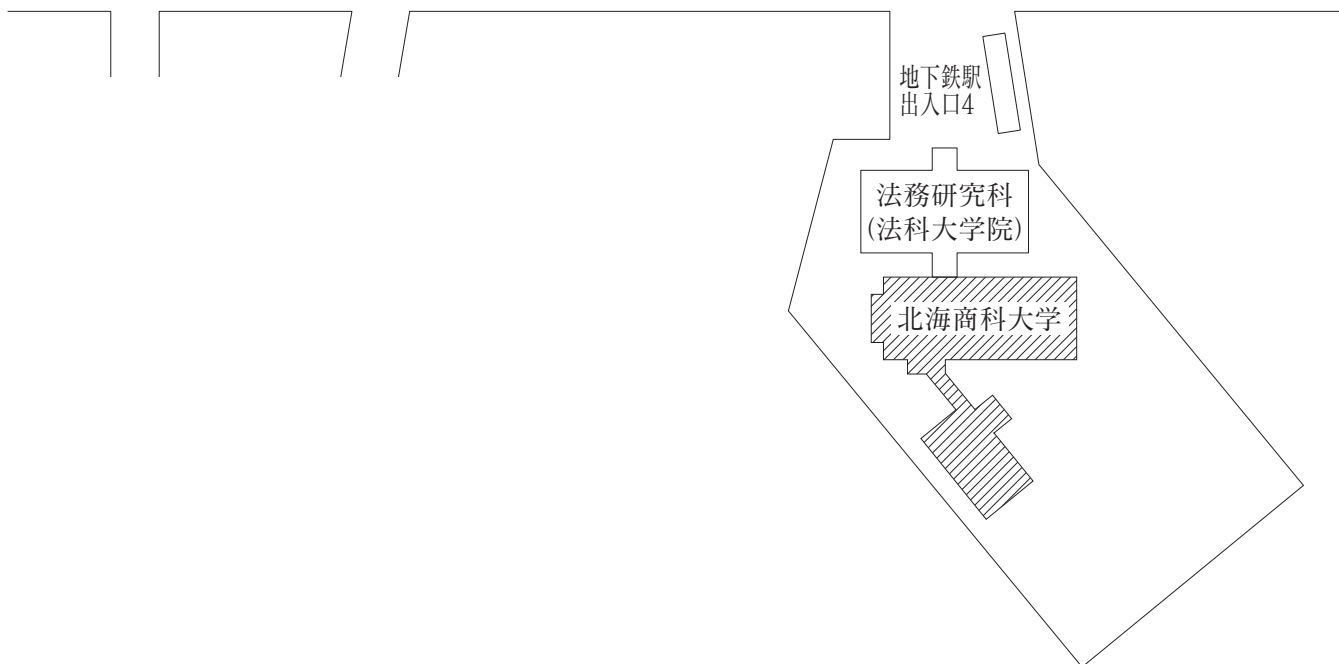 地下鉄駅
出入口4
法務研究科
(法科大学院)
北海商科大学